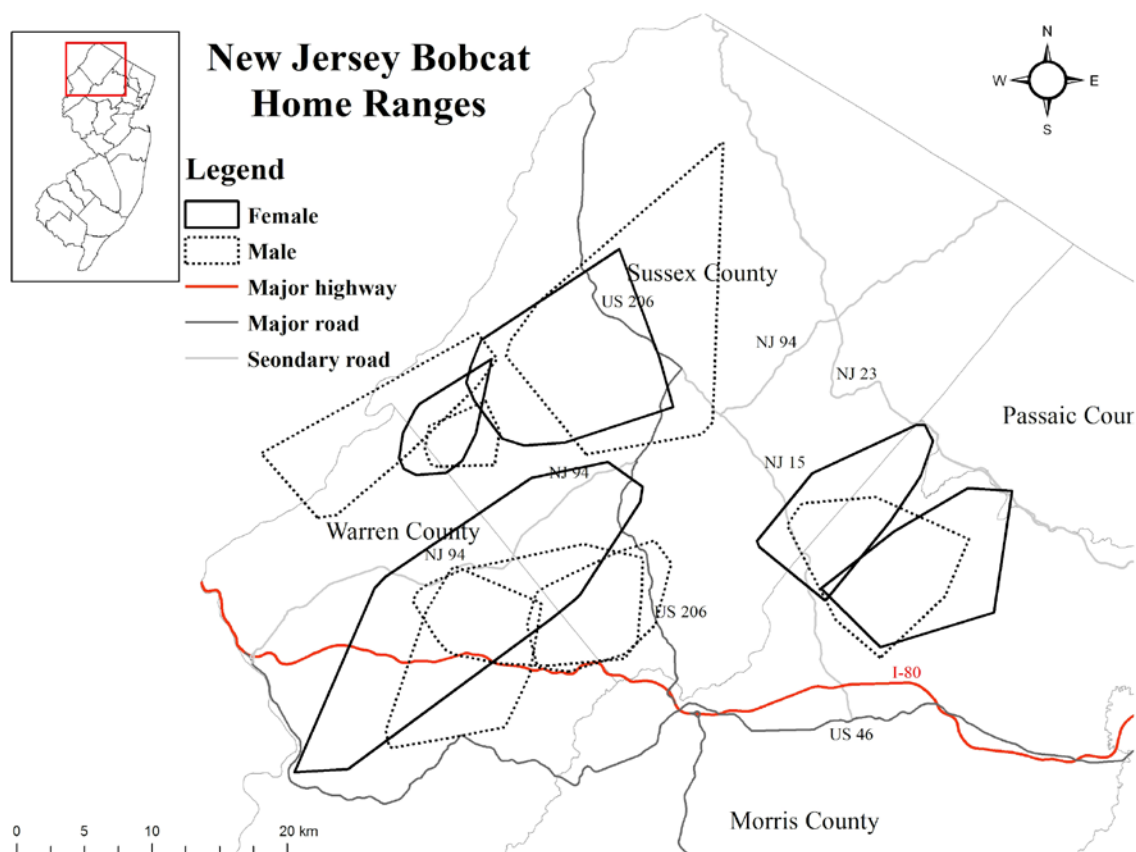 New Jersey Bobcat
Home Ranges
N
W
E
S
Legend
Female
Male
Major highway
Major road
Seondary road
Sussex County
US 206
NJ 94
NJ 23
Passaic Coun
NJ 15
NJ 94
Warren County
NJ 94
US 206
I-80
US 46
Morris County
0 5 10 20 km